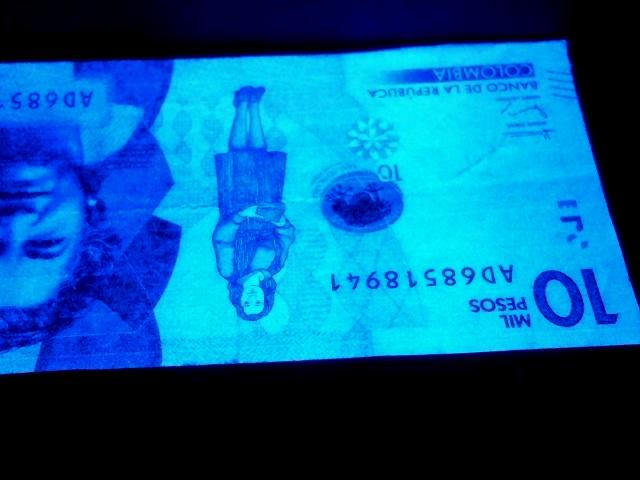 10
MIL
PESOS
AD68518941
10
BANCO DE LA REPÚBLICA
COLOMBIA
AD685